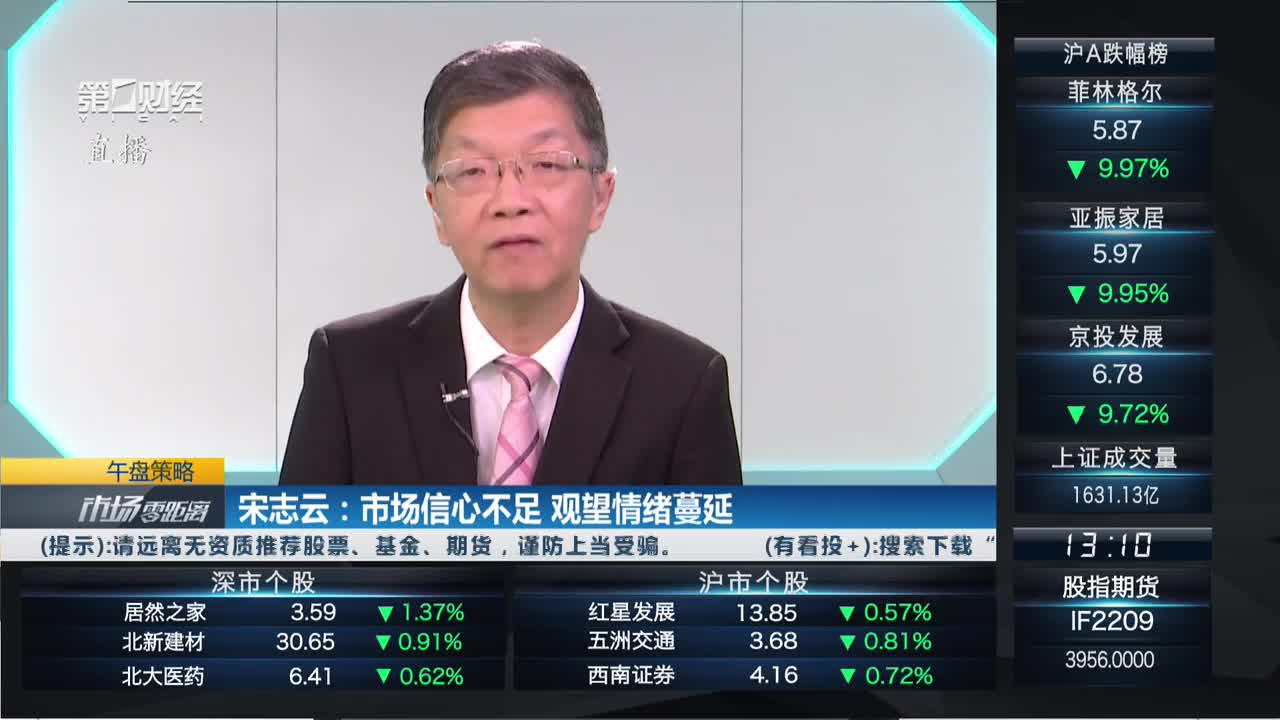 第一财经
YICAI
直播
午盘策略
市场零距离
宋志云：市场信心不足 观望情绪蔓延
(提示):请远离无资质推荐股票、基金、期货，谨防上当受骗。 (有看投+):搜索下载“
深市个股
居然之家 3.59 ▼1.37%
北新建材 30.65 ▼0.91%
北大医药 6.41 ▼0.62%
沪市个股
红星发展 13.85 ▼0.57%
五洲交通 3.68 ▼0.81%
西南证券 4.16 ▼0.72%
沪A跌幅榜
菲林格尔
5.87
▼ 9.97%
亚振家居
5.97
▼ 9.95%
京投发展
6.78
▼ 9.72%
上证成交量
1631.13亿
13:10
股指期货
IF2209
3956.0000